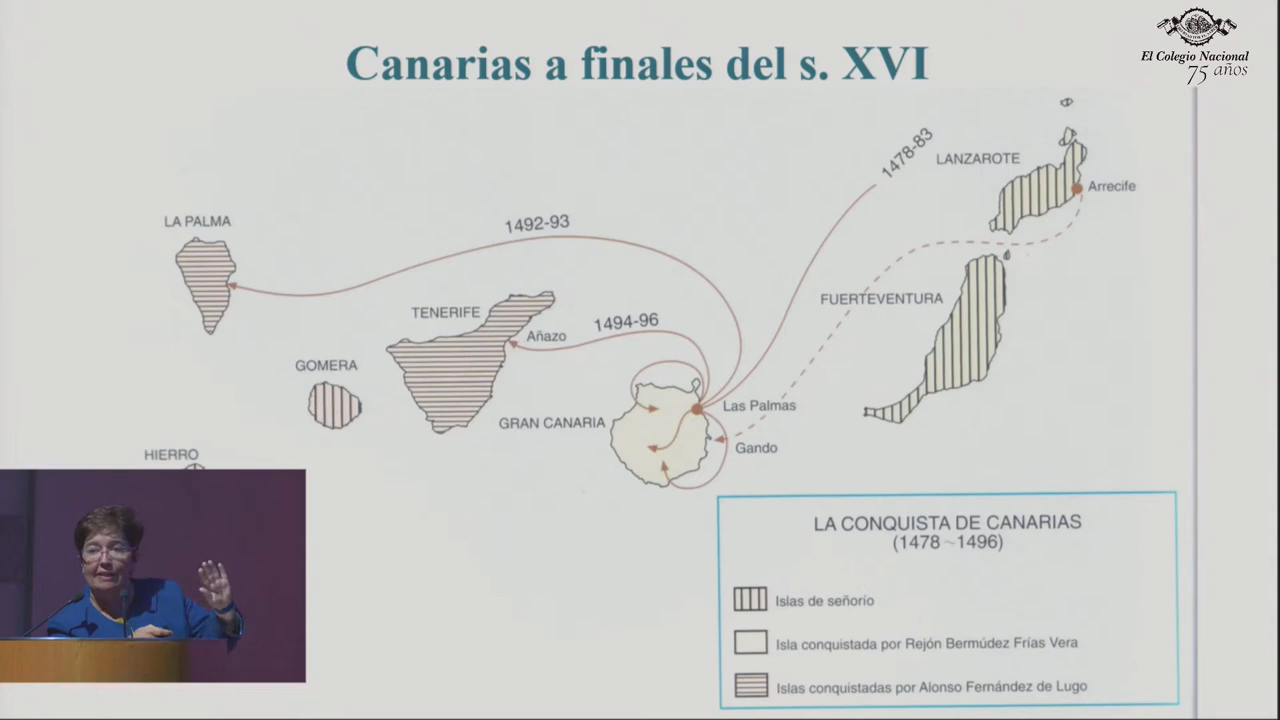 El Colegio Nacional
75 años
Canarias a finales del s. XVI
1478-83
LANZAROTE
Arrecife
LA PALMA
1492-93
FUERTEVENTURA
TENERIFE
1494-96
Añazo
GOMERA
GRAN CANARIA
Las Palmas
Gando
HIERRO
LA CONQUISTA DE CANARIAS
(1478~1496)
Islas de señorio
Isla conquistada por Rejón Bermúdez Frías Vera
Islas conquistadas por Alonso Fernández de Lugo